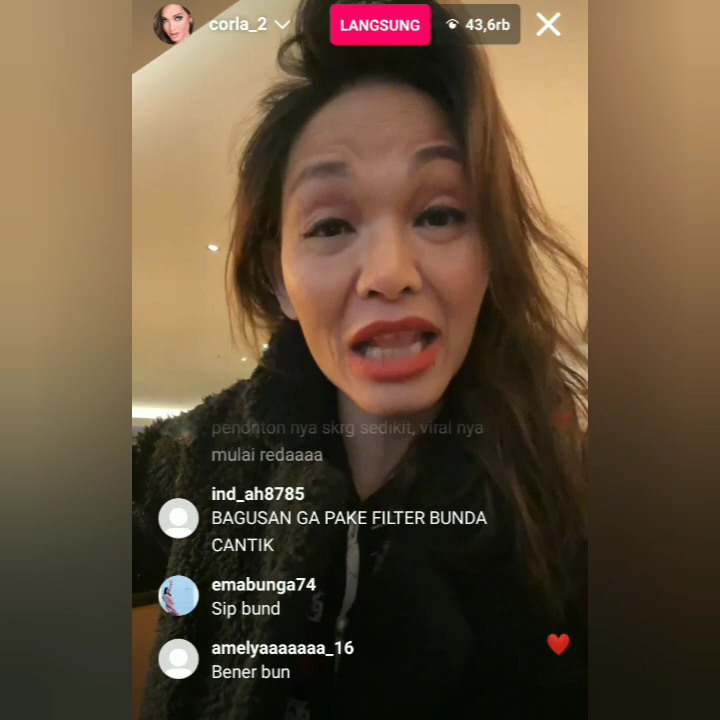 corla_2
LANGSUNG
43,6rb
penonton nya skrg sedikit, viral nya
mulai redaaaa
ind_ah8785
BAGUSAN GA PAKE FILTER BUNDA
CANTIK
emabunga74
Sip bund
amelyaaaaaaa_16
Bener bun